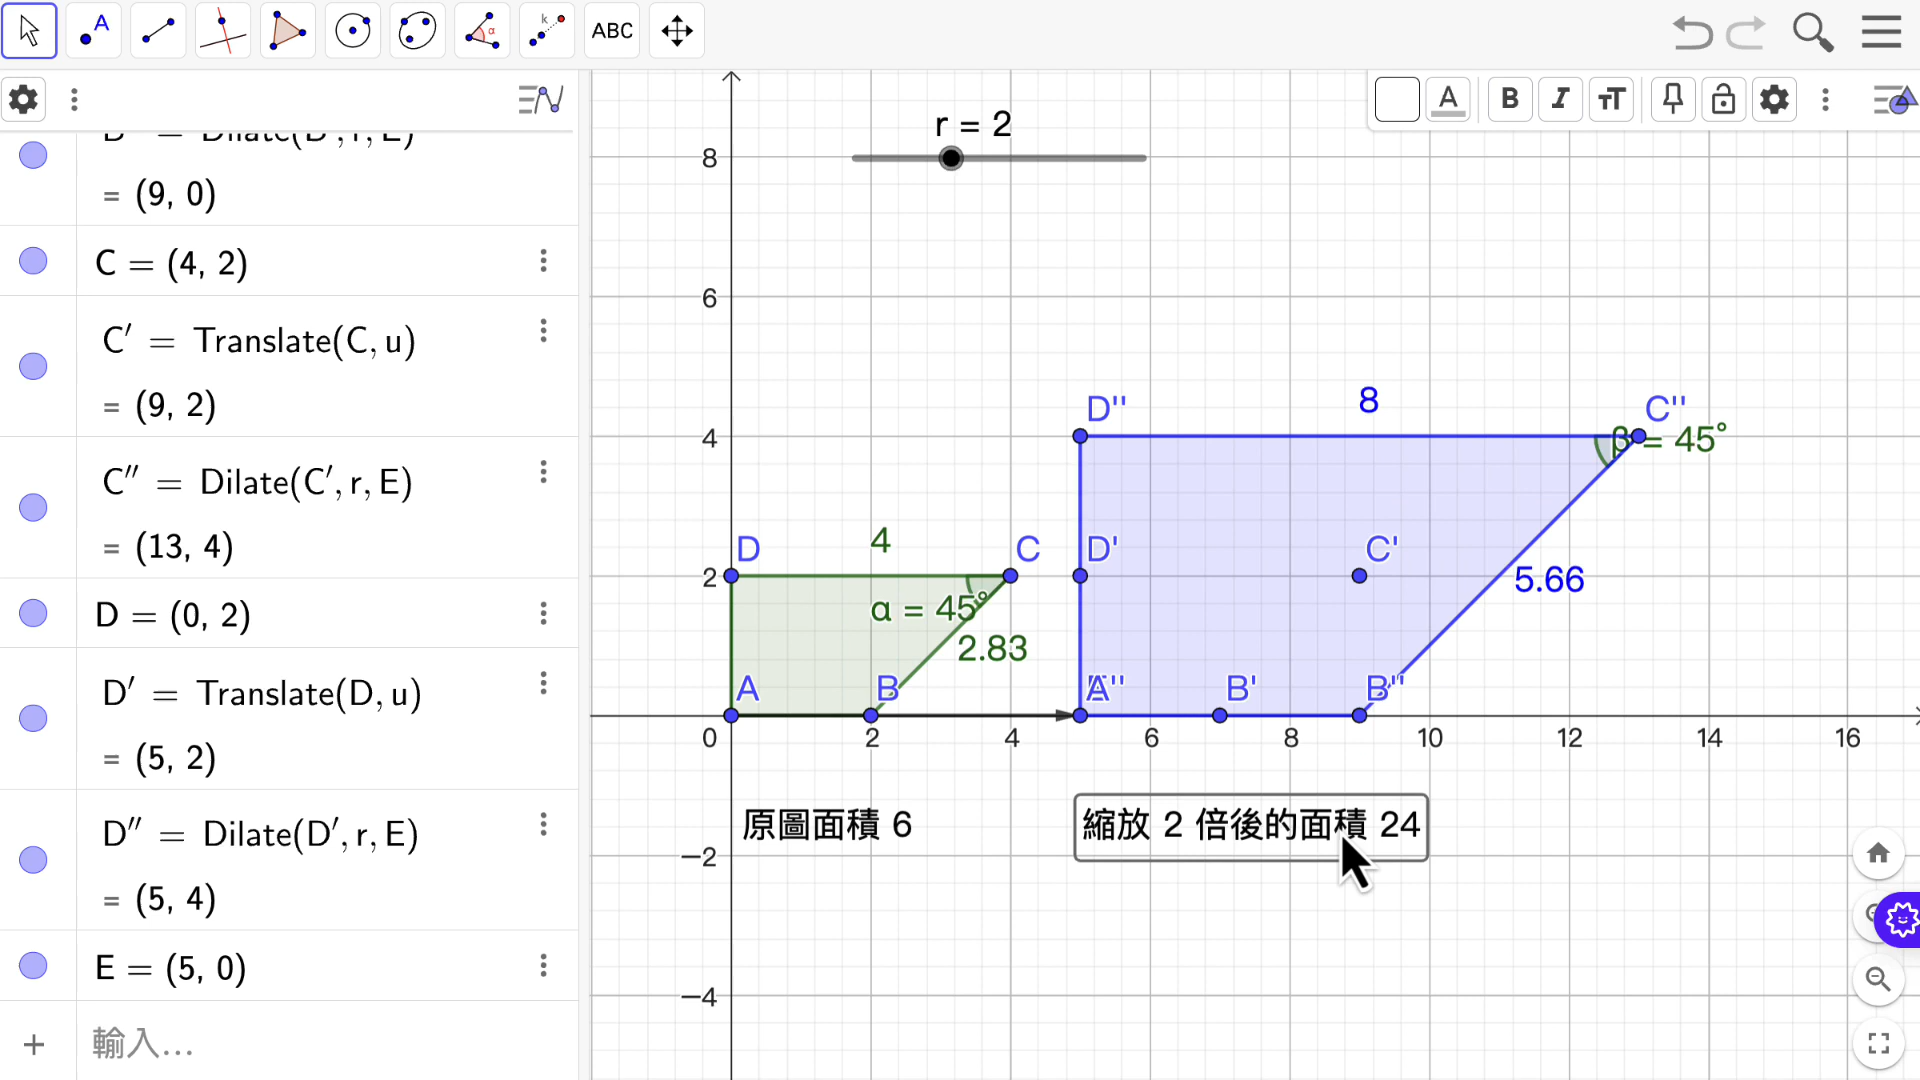 A
α
k
ABC
A
B
I
TT
= (9, 0)
C = (4, 2)
C′ = Translate(C, u)
= (9, 2)
C″ = Dilate(C′, r, E)
= (13, 4)
D = (0, 2)
D′ = Translate(D, u)
= (5, 2)
D″ = Dilate(D′, r, E)
= (5, 4)
E = (5, 0)
+ 輸入…
r = 2
8
6
8
D''
C''
4
β = 45°
4
D
C
D'
C'
2
α = 45°
5.66
2.83
A
B
A''
B'
B''
0 2 4 6 8 10 12 14 16
原圖面積 6
縮放 2 倍後的面積 24
−2
−4